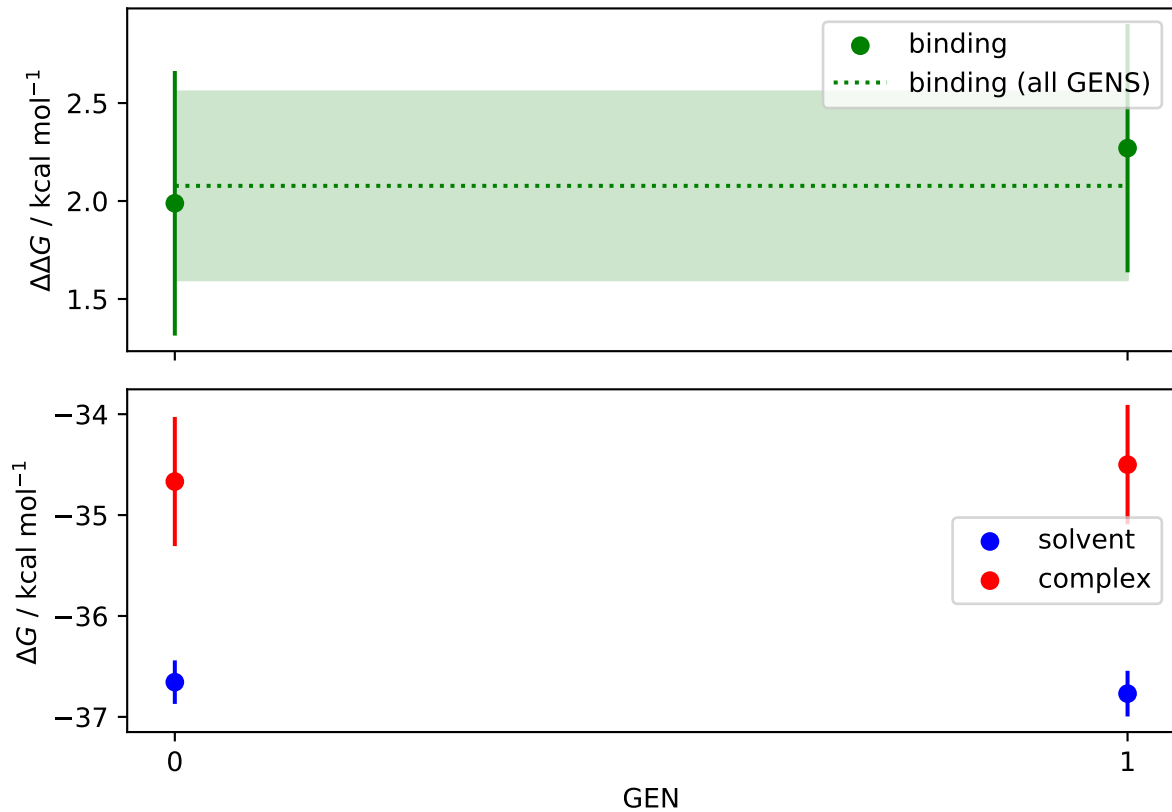 binding
binding (all GENS)
2.5
2.0
1.5
ΔΔG / kcal mol⁻¹
−34
−35
−36
−37
ΔG / kcal mol⁻¹
solvent
complex
0 1
GEN